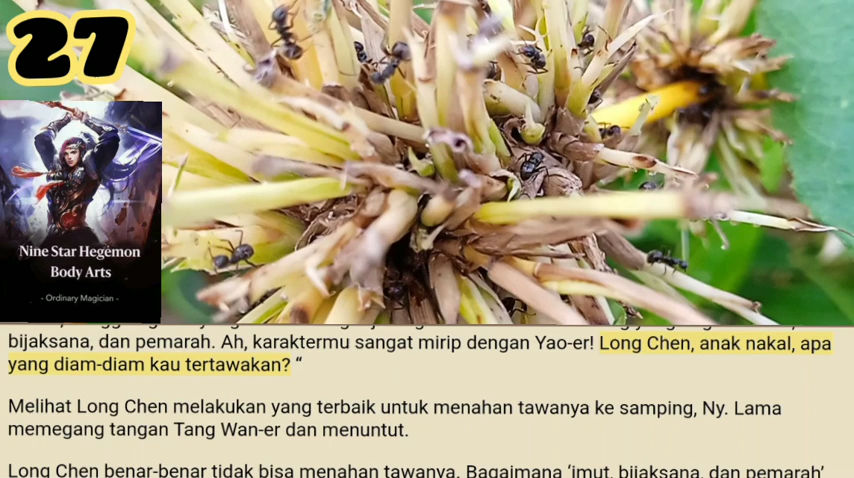 27
Nine Star Hegemon
Body Arts
- Ordinary Magician -
bijaksana, dan pemarah. Ah, karaktermu sangat mirip dengan Yao-er! Long Chen, anak nakal, apa
yang diam-diam kau tertawakan? “
Melihat Long Chen melakukan yang terbaik untuk menahan tawanya ke samping, Ny. Lama
memegang tangan Tang Wan-er dan menuntut.
Long Chen benar-benar tidak bisa menahan tawanya. Bagaimana ‘imut, bijaksana, dan pemarah’